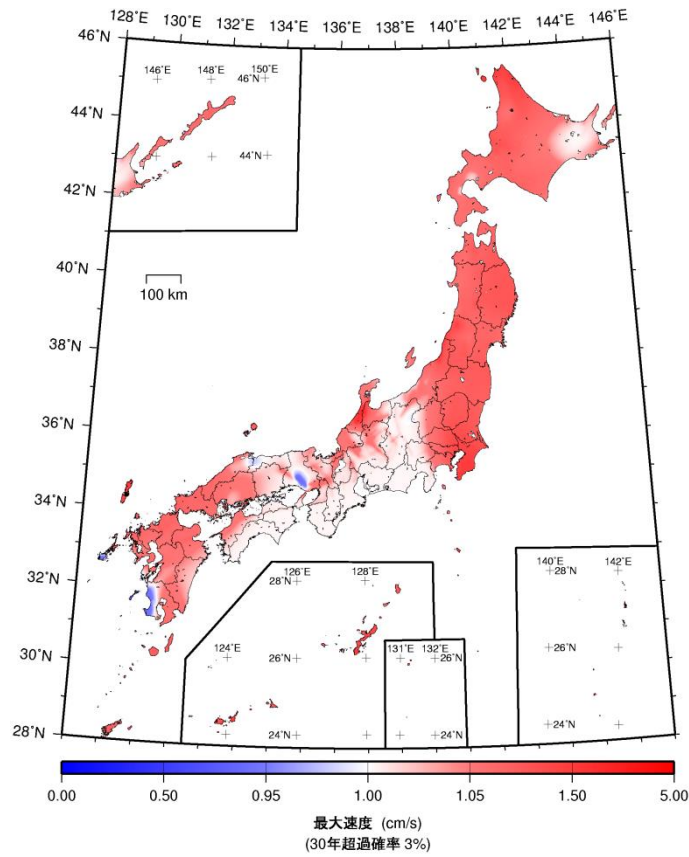 128˚E 130˚E 132˚E 134˚E 136˚E 138˚E 140˚E 142˚E 144˚E 146˚E
46˚N
146˚E 148˚E 150˚E
46˚N
44˚N
44˚N
42˚N
40˚N
100 km
38˚N
36˚N
34˚N
32˚N
126˚E 128˚E
28˚N
140˚E 142˚E
28˚N
30˚N
124˚E
26˚N
131˚E 132˚E
26˚N
26˚N
28˚N
24˚N
24˚N
24˚N
0.00 0.50 0.95 1.00 1.05 1.50 5.00
最大速度 (cm/s)
(30年超過確率 3%)